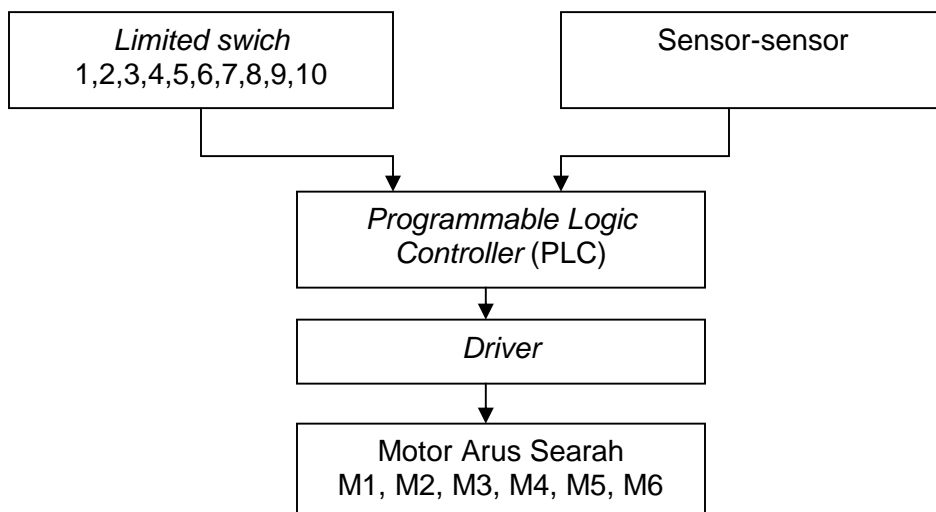 Limited swich
1,2,3,4,5,6,7,8,9,10
Sensor-sensor
Programmable Logic
Controller (PLC)
Driver
Motor Arus Searah
M1, M2, M3, M4, M5, M6